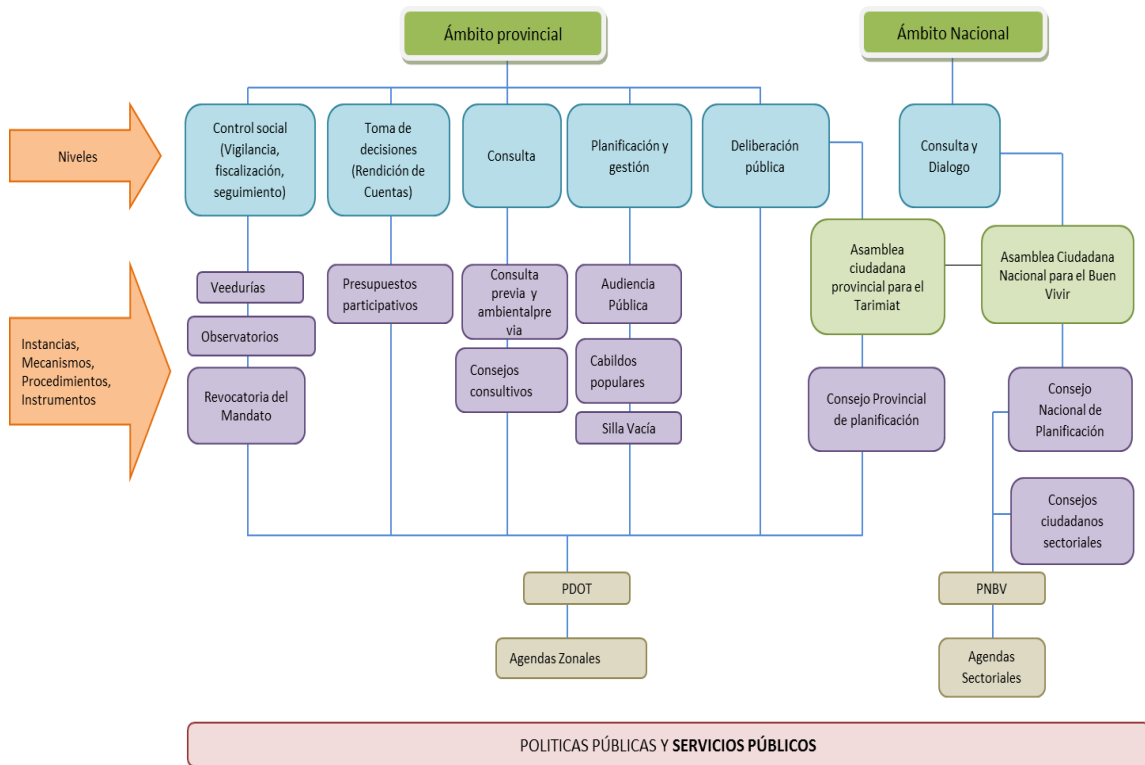 Ámbito provincial
Ámbito Nacional
Niveles
Control social
(Vigilancia,
fiscalización,
seguimiento)
Toma de
decisiones
(Rendición de
Cuentas)
Consulta
Planificación y
gestión
Deliberación
pública
Consulta y
Dialogo
Instancias,
Mecanismos,
Procedimientos,
Instrumentos
Veedurías
Observatorios
Revocatoria del
Mandato
Presupuestos
participativos
Consulta
previa y
ambientalpre
via
Consejos
consultivos
Audiencia
Pública
Cabildos
populares
Silla Vacía
Asamblea
ciudadana
provincial para el
Tarimiat
Asamblea Ciudadana
Nacional para el Buen
Vivir
Consejo Provincial
de planificación
Consejo
Nacional de
Planificación
Consejos
ciudadanos
sectoriales
PDOT
PNBV
Agendas Zonales
Agendas
Sectoriales
POLITICAS PÚBLICAS Y SERVICIOS PÚBLICOS